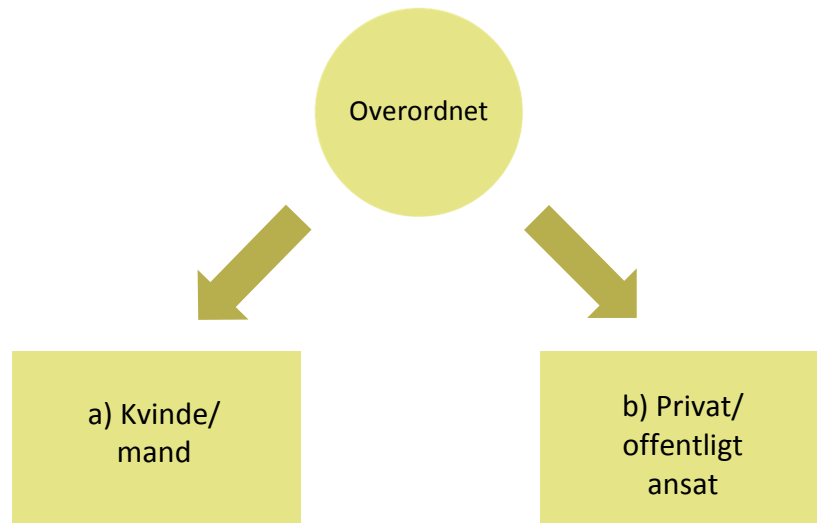 Overordnet
a) Kvinde/
mand
b) Privat/
offentligt
ansat